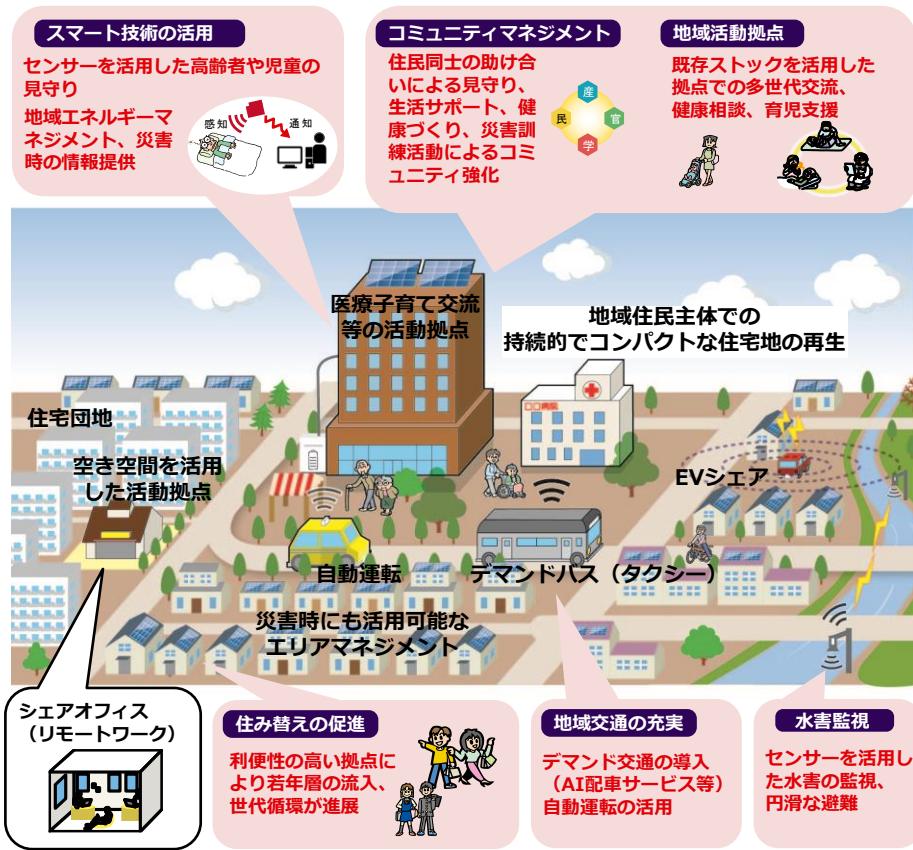 スマート技術の活用
センサーを活用した高齢者や児童の
見守り
地域エネルギーマ
ネジメント、災害
時の情報提供
感知
通知
コミュニティマネジメント
住民同士の助け合
いによる見守り、
生活サポート、健
康づくり、災害訓
練活動によるコミ
ュニティ強化
産
民
官
学
地域活動拠点
既存ストックを活用した
拠点での多世代交流、
健康相談、育児支援
医療子育て交流
等の活動拠点
地域住民主体での
持続的でコンパクトな住宅地の再生
住宅団地
空き空間を活用
した活動拠点
病院
EVシェア
自動運転
デマンドバス（タクシー）
災害時にも活用可能な
エリアマネジメント
シェアオフィス
（リモートワーク）
住み替えの促進
利便性の高い拠点に
より若年層の流入、
世代循環が進展
地域交通の充実
デマンド交通の導入
（AI配車サービス等）
自動運転の活用
水害監視
センサーを活用し
た水害の監視、
円滑な避難